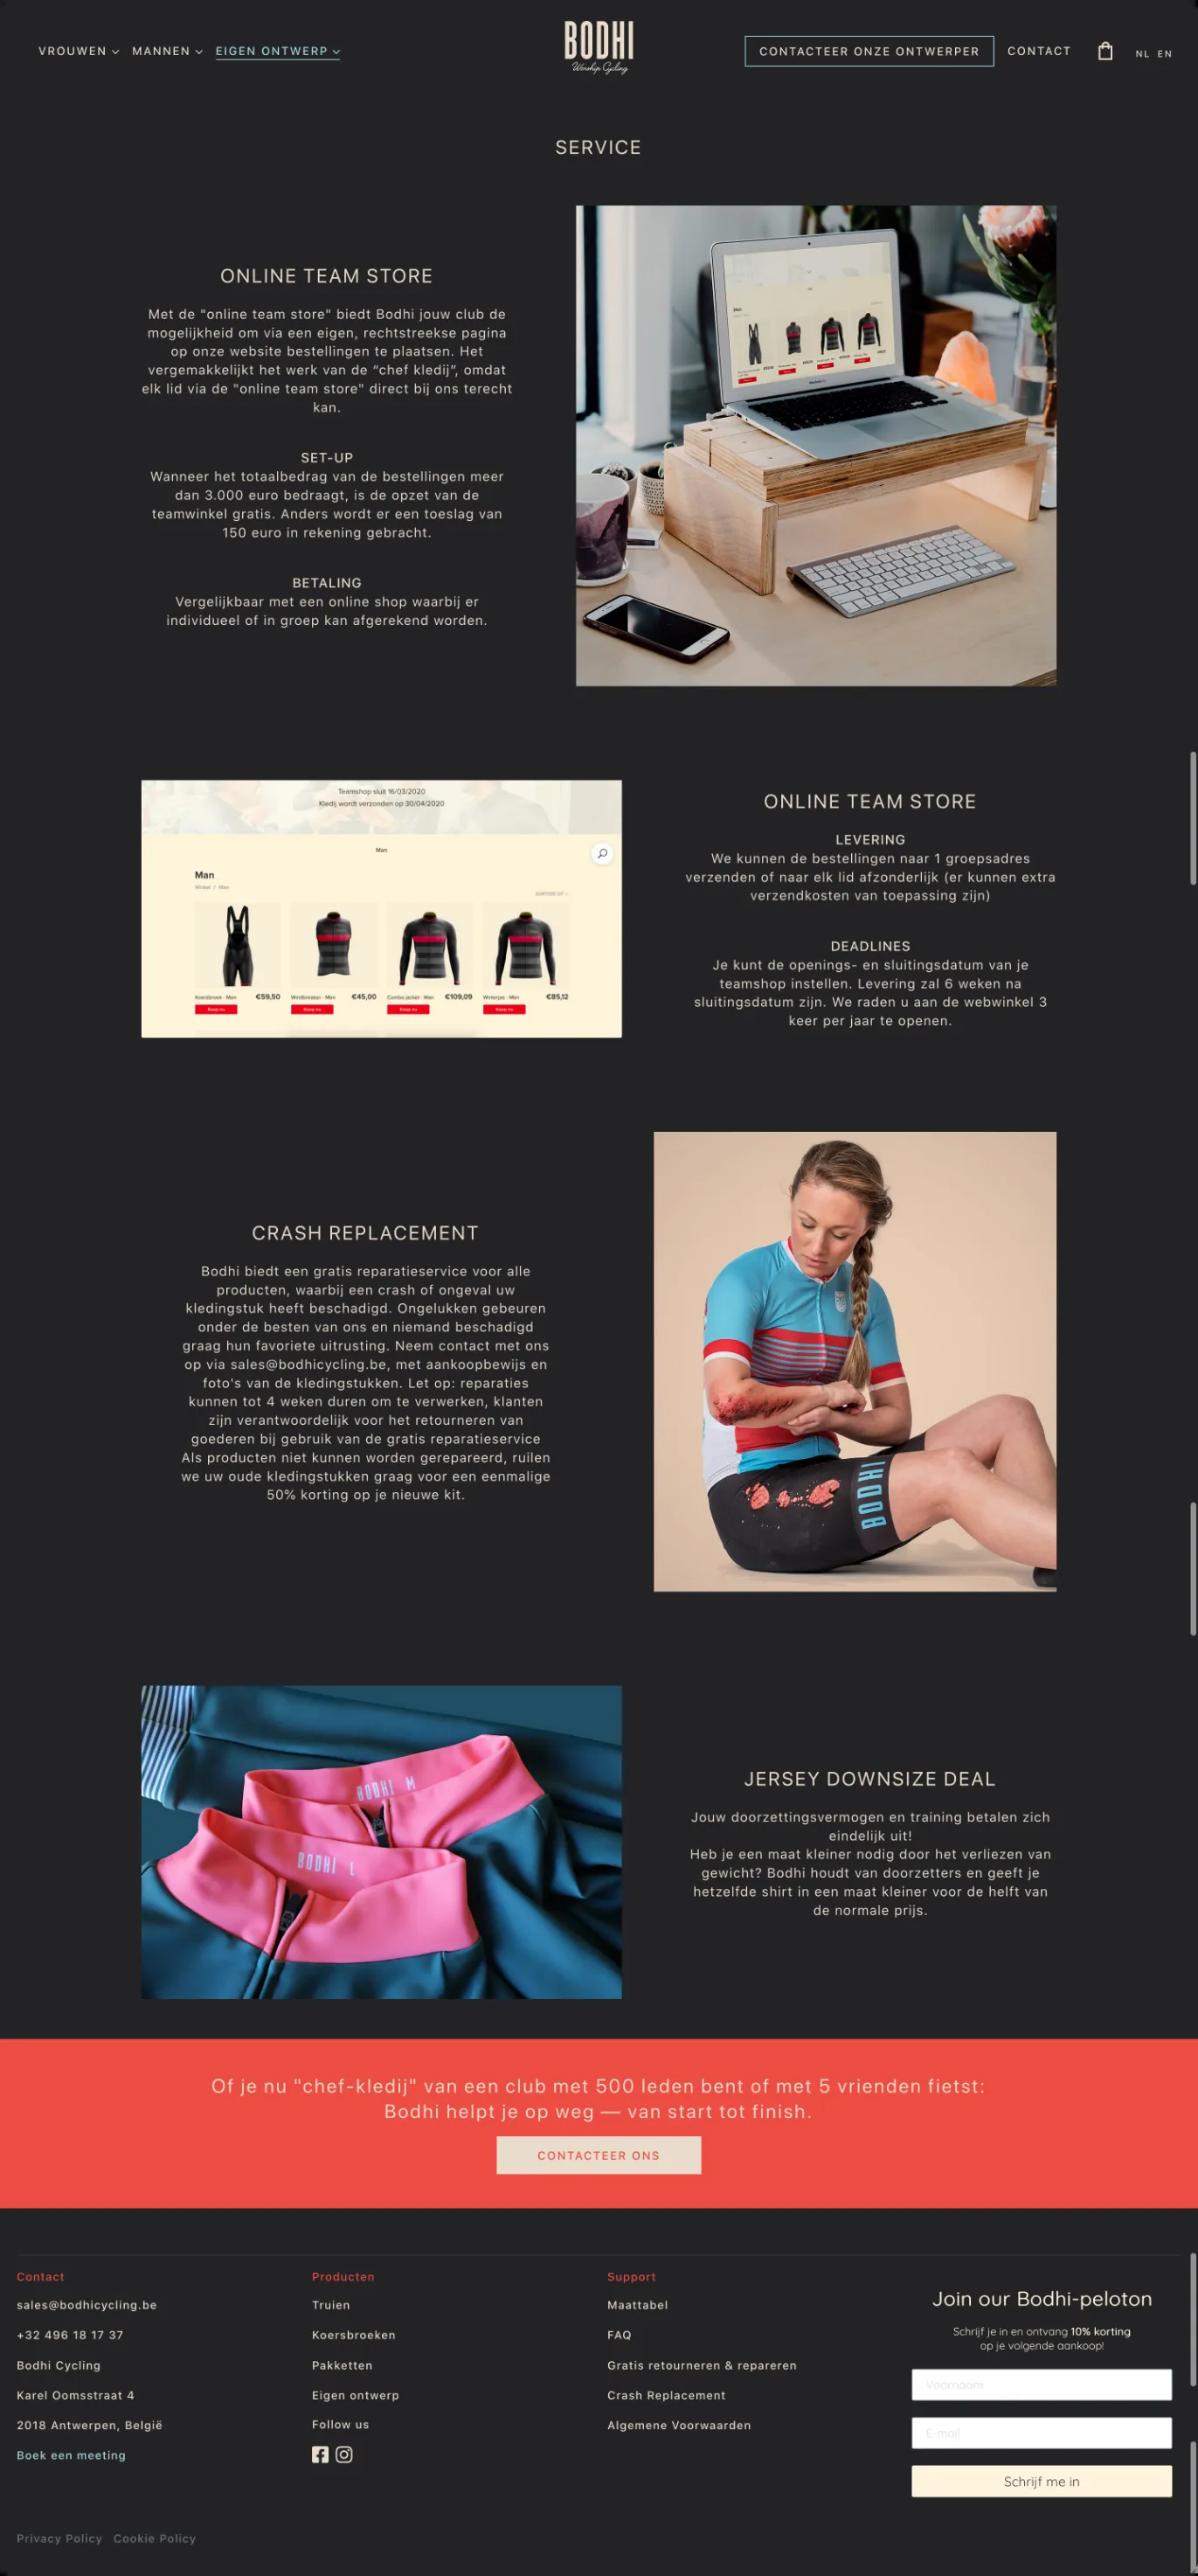 VROUWEN MANNEN EIGEN ONTWERP
BODHI
Worship Cycling
CONTACTEER ONZE ONTWERPER CONTACT NL EN
SERVICE
ONLINE TEAM STORE
Met de "online team store" biedt Bodhi jouw club de
mogelijkheid om via een eigen, rechtstreekse pagina
op onze website bestellingen te plaatsen. Het
vergemakkelijkt het werk van de “chef kledij”, omdat
elk lid via de "online team store" direct bij ons terecht
kan.
SET-UP
Wanneer het totaalbedrag van de bestellingen meer
dan 3.000 euro bedraagt, is de opzet van de
teamwinkel gratis. Anders wordt er een toeslag van
150 euro in rekening gebracht.
BETALING
Vergelijkbaar met een online shop waarbij er
individueel of in groep kan afgerekend worden.
Teamshop sluit 16/03/2020
Kledij wordt verzonden op 30/04/2020
Man
Man
Winkel / Man
SORTEER OP
Koersbroek - Man €59,50
Windbreaker - Man €45,00
Combo jacket - Man €109,09
Winterjas - Man €85,12
Koop nu
Koop nu
Koop nu
Koop nu
ONLINE TEAM STORE
LEVERING
We kunnen de bestellingen naar 1 groepsadres
verzenden of naar elk lid afzonderlijk (er kunnen extra
verzendkosten van toepassing zijn)
DEADLINES
Je kunt de openings- en sluitingsdatum van je
teamshop instellen. Levering zal 6 weken na
sluitingsdatum zijn. We raden u aan de webwinkel 3
keer per jaar te openen.
CRASH REPLACEMENT
Bodhi biedt een gratis reparatieservice voor alle
producten, waarbij een crash of ongeval uw
kledingstuk heeft beschadigd. Ongelukken gebeuren
onder de besten van ons en niemand beschadigd
graag hun favoriete uitrusting. Neem contact met ons
op via sales@bodhicycling.be, met aankoopbewijs en
foto's van de kledingstukken. Let op: reparaties
kunnen tot 4 weken duren om te verwerken, klanten
zijn verantwoordelijk voor het retourneren van
goederen bij gebruik van de gratis reparatieservice
Als producten niet kunnen worden gerepareerd, ruilen
we uw oude kledingstukken graag voor een eenmalige
50% korting op je nieuwe kit.
BODHI
BODHI M
BODHI L
JERSEY DOWNSIZE DEAL
Jouw doorzettingsvermogen en training betalen zich
eindelijk uit!
Heb je een maat kleiner nodig door het verliezen van
gewicht? Bodhi houdt van doorzetters en geeft je
hetzelfde shirt in een maat kleiner voor de helft van
de normale prijs.
Of je nu "chef-kledij" van een club met 500 leden bent of met 5 vrienden fietst:
Bodhi helpt je op weg — van start tot finish.
CONTACTEER ONS
Contact
sales@bodhicycling.be
+32 496 18 17 37
Bodhi Cycling
Karel Oomsstraat 4
2018 Antwerpen, België
Boek een meeting
Producten
Truien
Koersbroeken
Pakketten
Eigen ontwerp
Follow us
Support
Maattabel
FAQ
Gratis retourneren & repareren
Crash Replacement
Algemene Voorwaarden
Join our Bodhi-peloton
Schrijf je in en ontvang 10% korting
op je volgende aankoop!
Voornaam
E-mail
Schrijf me in
Privacy Policy Cookie Policy